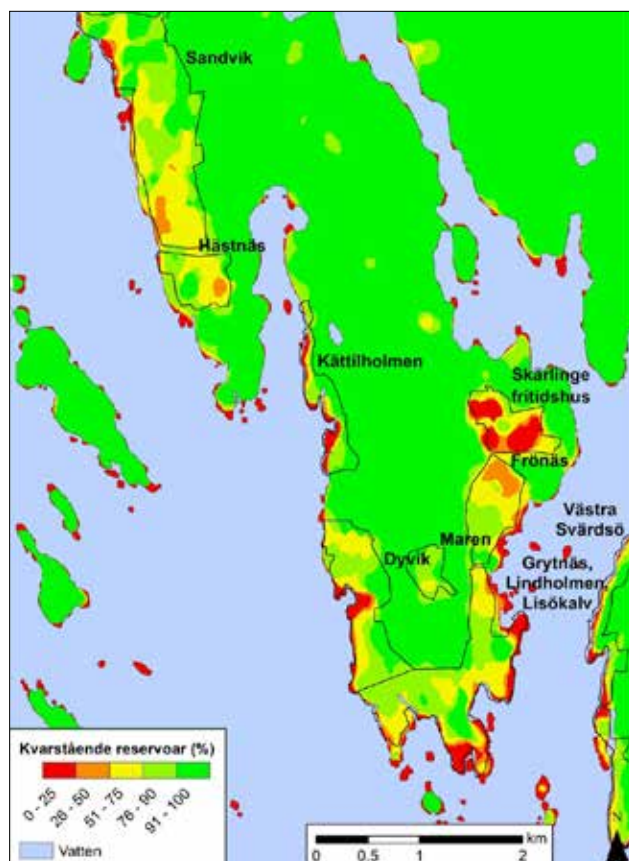 Sandvik
Hästnäs
Kättilholmen
Skärlinge
fritidshus
Frönäs
Västra
Svärdsö
Maren
Dyvik
Grytnäs,
Lindholmen,
Lisökalv
Kvarstående reservoar (%)
0 - 25
26 - 50
51 - 75
76 - 90
91 - 100
Vatten
km
0 0.5 1 2